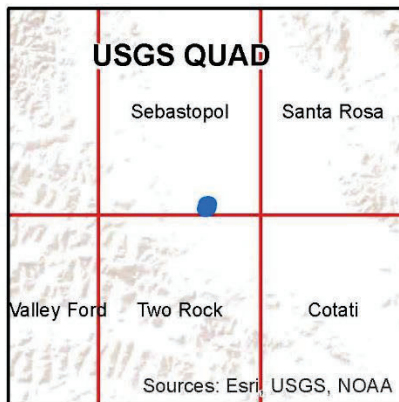 USGS QUAD
Sebastopol Santa Rosa
Valley Ford Two Rock Cotati
Sources: Esri, USGS, NOAA